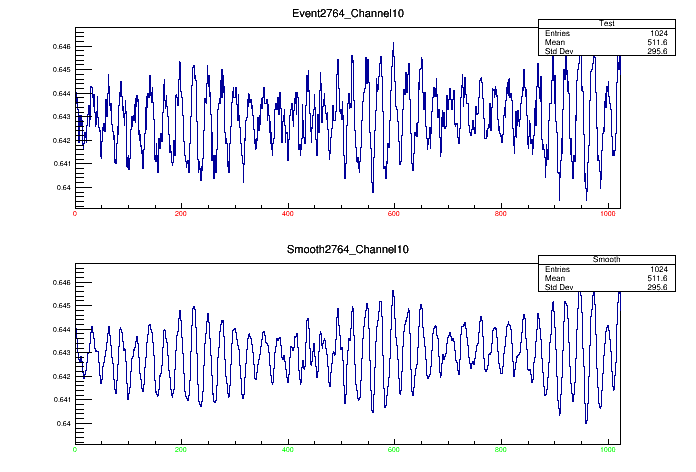 Event2764_Channel10
Test
Entries 1024
Mean 511.6
Std Dev 295.6
0.646
0.645
0.644
0.643
0.642
0.641
0.64
0 200 400 600 800 1000
Smooth2764_Channel10
Smooth
Entries 1024
Mean 511.6
Std Dev 295.6
0.646
0.645
0.644
0.643
0.642
0.641
0.64
0 200 400 600 800 1000